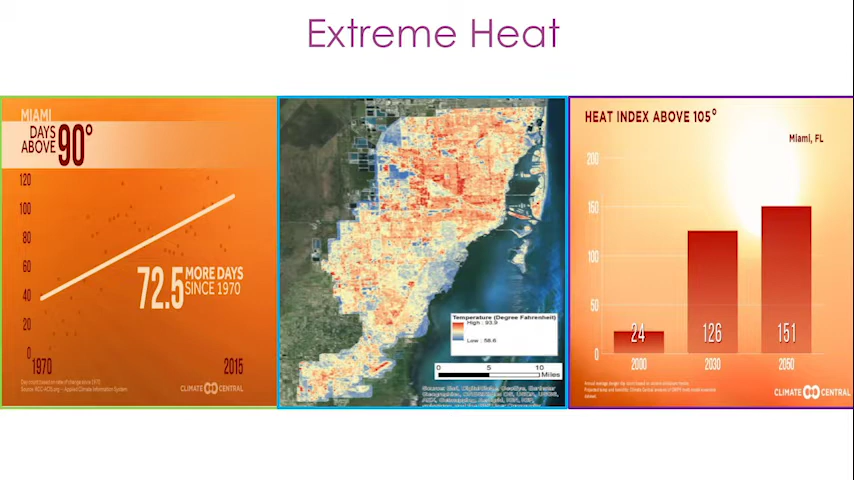 Extreme Heat
MIAMI
DAYS
ABOVE 90°
120
100
80
60
40
20
0
72.5 MORE DAYS
SINCE 1970
1970 2015
CLIMATE CENTRAL
Temperature (Degree Fahrenheit)
High : 93.9
Low : 58.6
0 5 10
Miles
HEAT INDEX ABOVE 105°
Miami, FL
200
150
100
50
0
24 126 151
2000 2030 2050
CLIMATE CENTRAL